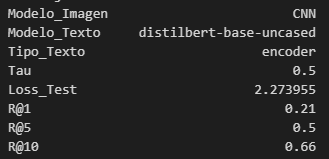 Modelo_Imagen CNN
Modelo_Texto distilbert-base-uncased
Tipo_Texto encoder
Tau 0.5
Loss_Test 2.273955
R@1 0.21
R@5 0.5
R@10 0.66